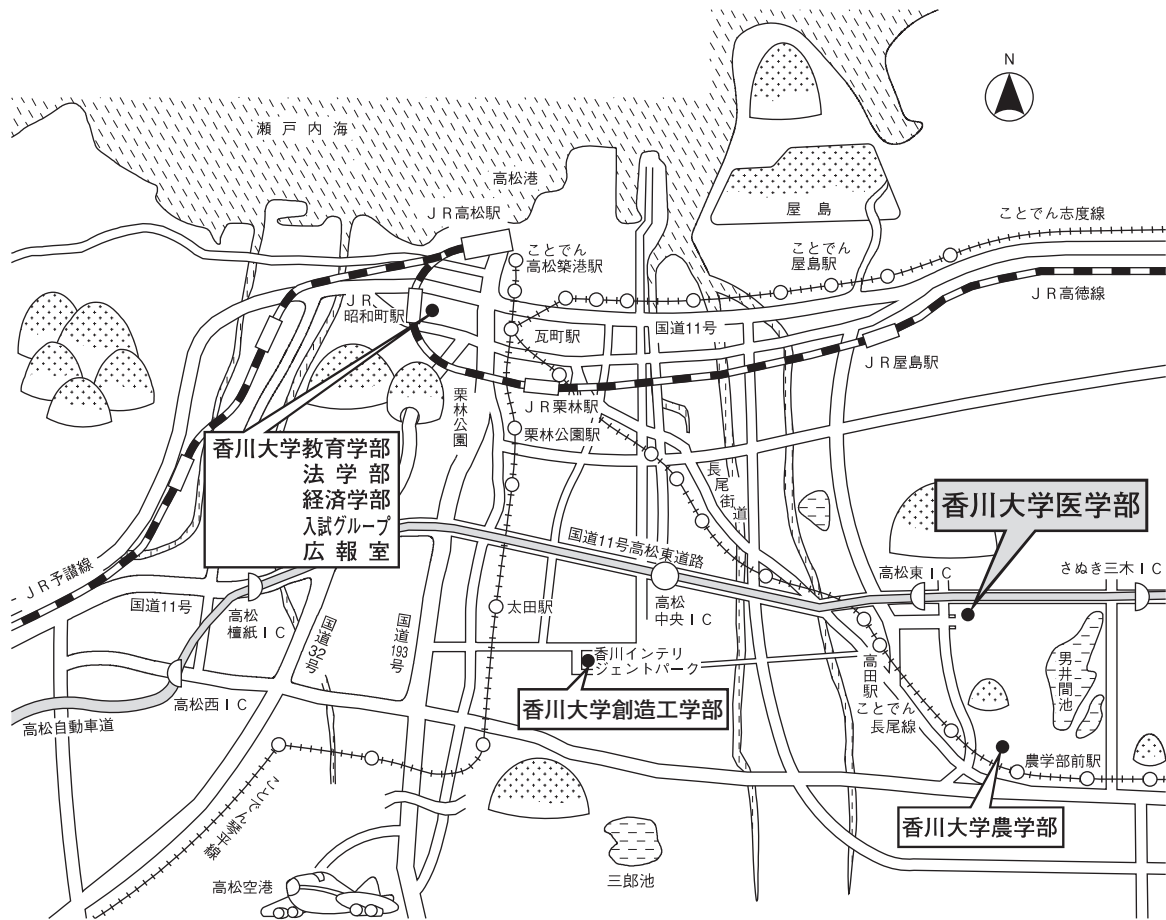 N
瀬戸内海
高松港
JR高松駅
屋島
ことでん志度線
ことでん
高松築港駅
ことでん
屋島駅
JR高徳線
JR
昭和町駅
瓦町駅
国道11号
JR屋島駅
JR栗林駅
栗林公園
栗林公園駅
香川大学教育学部
法学部
経済学部
入試グループ
広報室
長尾街道
香川大学医学部
国道11号高松東道路
高松東IC
さぬき三木IC
JR予讃線
国道11号
高松
檀紙IC
太田駅
高松
中央IC
国道32号
国道193号
香川インテリ
ジェントパーク
高田駅
男井間池
高松西IC
香川大学創造工学部
ことでん
長尾線
高松自動車道
農学部前駅
香川大学農学部
ことでん琴平線
三郎池
高松空港